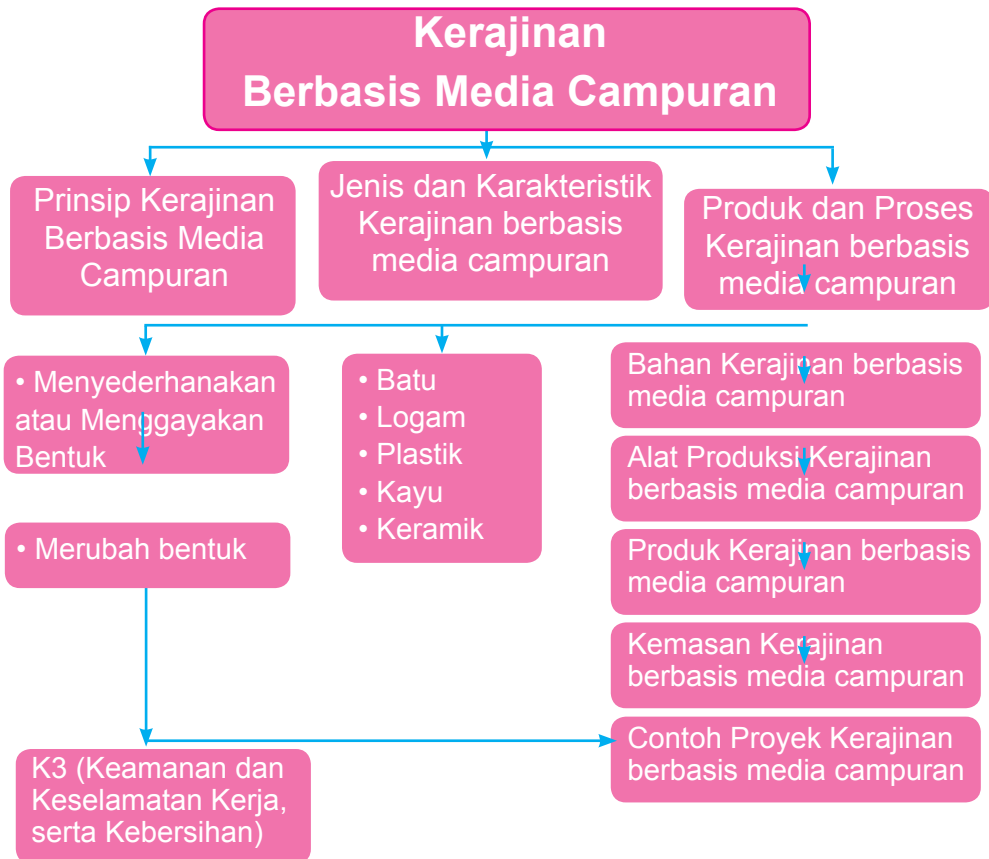 Kerajinan
Berbasis Media Campuran
Prinsip Kerajinan
Berbasis Media
Campuran
Jenis dan Karakteristik
Kerajinan berbasis
media campuran
Produk dan Proses
Kerajinan berbasis
media campuran
• Menyederhanakan
atau Menggayakan
Bentuk
• Merubah bentuk
• Batu
• Logam
• Plastik
• Kayu
• Keramik
Bahan Kerajinan berbasis
media campuran
Alat Produksi Kerajinan
berbasis media campuran
Produk Kerajinan berbasis
media campuran
Kemasan Kerajinan
berbasis media campuran
Contoh Proyek Kerajinan
berbasis media campuran
K3 (Keamanan dan
Keselamatan Kerja,
serta Kebersihan)